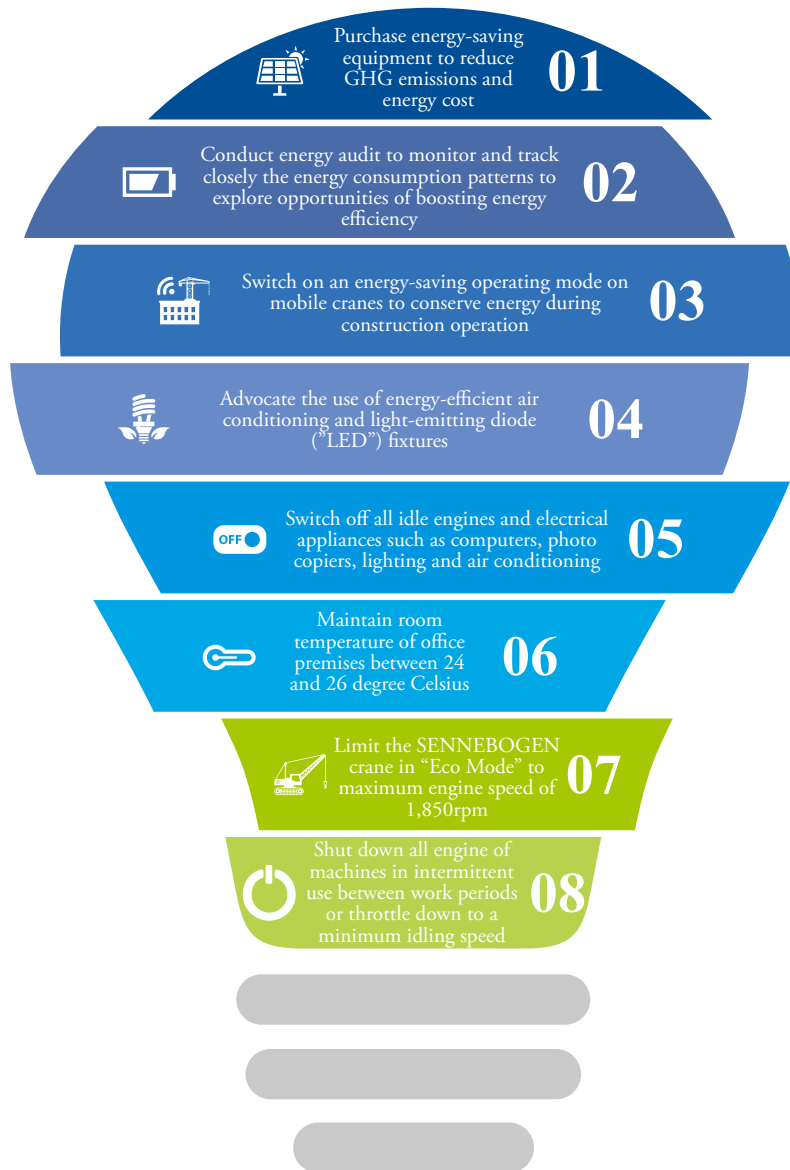 Purchase energy-saving
equipment to reduce
GHG emissions and
energy cost
01
Conduct energy audit to monitor and track
closely the energy consumption patterns to
explore opportunities of boosting energy
efficiency
02
Switch on an energy-saving operating mode on
mobile cranes to conserve energy during
construction operation
03
Advocate the use of energy-efficient air
conditioning and light-emitting diode
(”LED”) fixtures
04
OFF
Switch off all idle engines and electrical
appliances such as computers, photo
copiers, lighting and air conditioning
05
Maintain room
temperature of office
premises between 24
and 26 degree Celsius
06
Limit the SENNEBOGEN
crane in “Eco Mode” to
maximum engine speed of
1,850rpm
07
Shut down all engine of
machines in intermittent
use between work periods
or throttle down to a
minimum idling speed
08